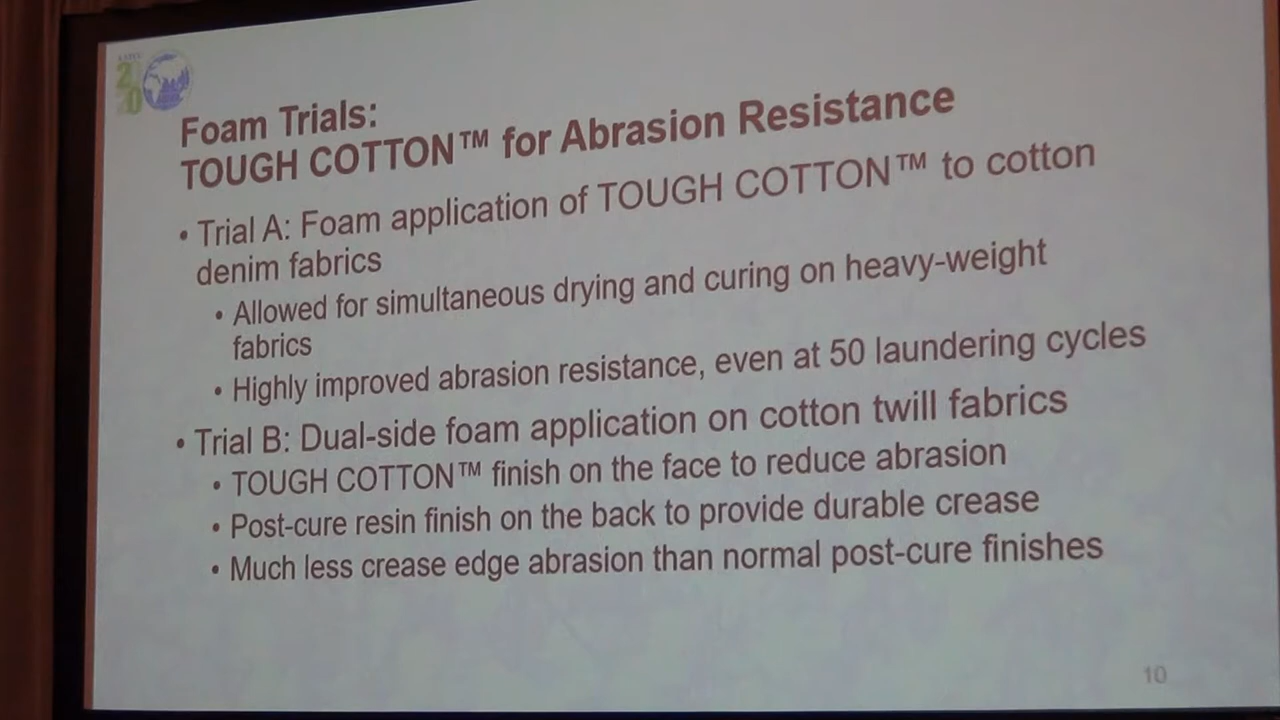 Foam Trials:
TOUGH COTTON™ for Abrasion Resistance
• Trial A: Foam application of TOUGH COTTON™ to cotton
denim fabrics
• Allowed for simultaneous drying and curing on heavy-weight
fabrics
• Highly improved abrasion resistance, even at 50 laundering cycles
• Trial B: Dual-side foam application on cotton twill fabrics
• TOUGH COTTON™ finish on the face to reduce abrasion
• Post-cure resin finish on the back to provide durable crease
• Much less crease edge abrasion than normal post-cure finishes
10